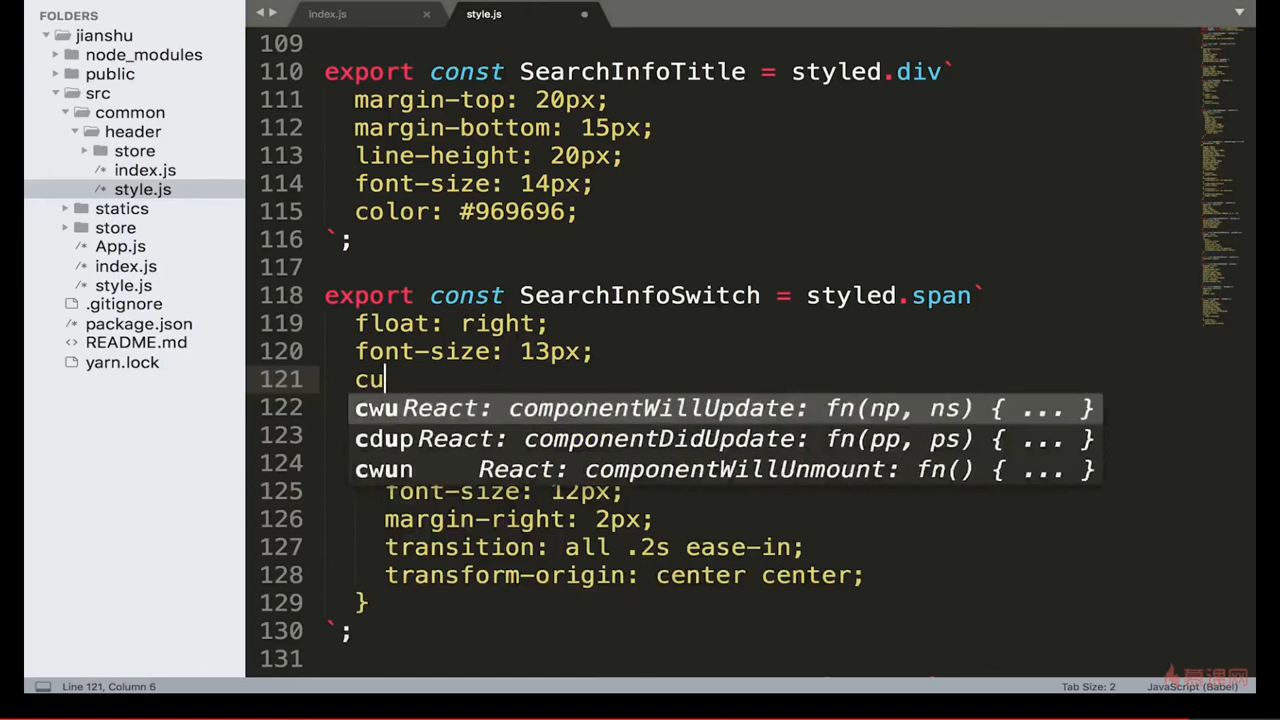 FOLDERS
jianshu
node_modules
public
src
common
header
store
index.js
style.js
statics
store
App.js
index.js
style.js
.gitignore
package.json
README.md
yarn.lock
index.js
style.js
109
110 export const SearchInfoTitle = styled.div`
111 margin-top: 20px;
112 margin-bottom: 15px;
113 line-height: 20px;
114 font-size: 14px;
115 color: #969696;
116 `;
117
118 export const SearchInfoSwitch = styled.span`
119 float: right;
120 font-size: 13px;
121 cu
122 cwu React: componentWillUpdate: fn(np, ns) { ... }
123 cdup React: componentDidUpdate: fn(pp, ps) { ... }
124 cwun React: componentWillUnmount: fn() { ... }
125 font-size: 12px;
126 margin-right: 2px;
127 transition: all .2s ease-in;
128 transform-origin: center center;
129 }
130 `;
131
Line 121, Column 6
Tab Size: 2
JavaScript (Babel)
慕课网